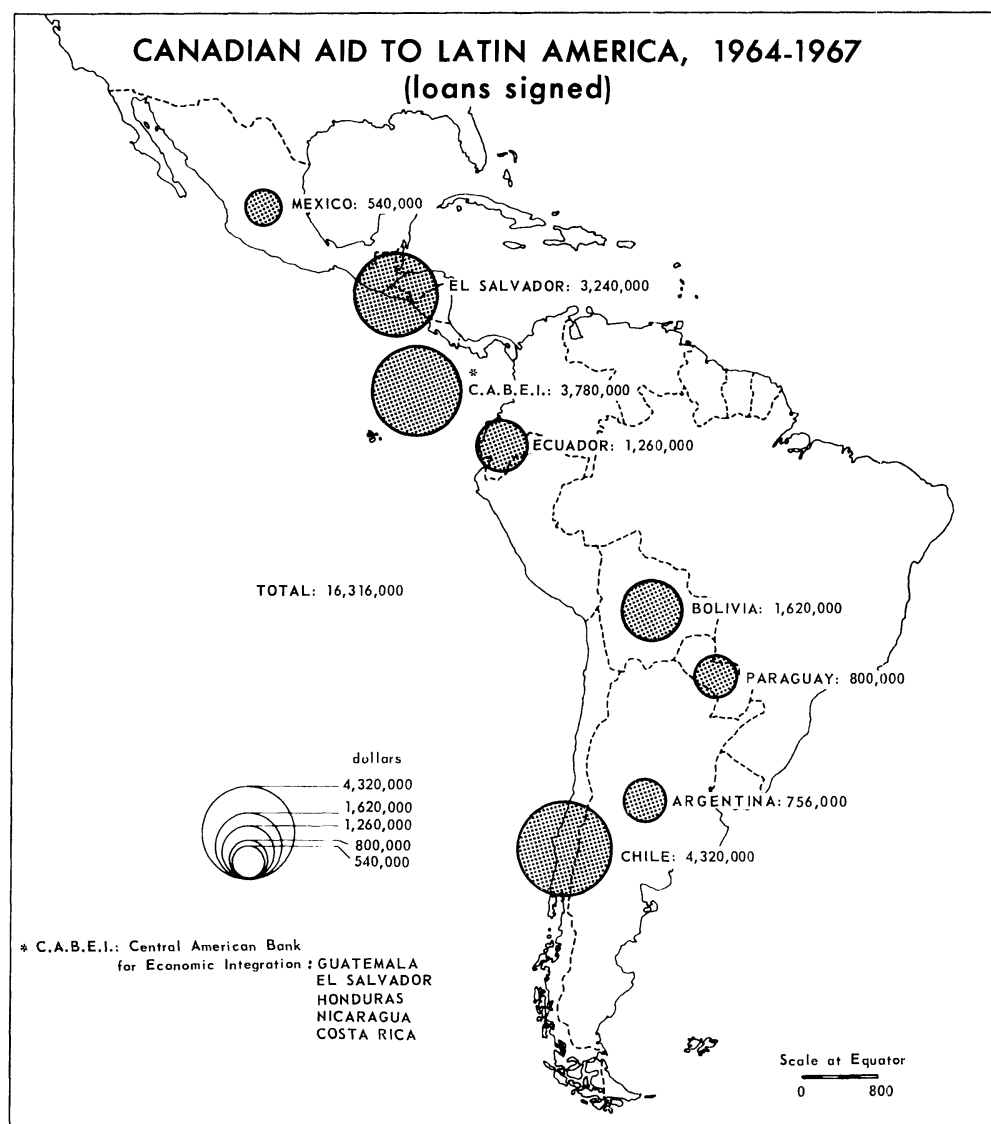 CANADIAN AID TO LATIN AMERICA, 1964-1967
(loans signed)
MEXICO: 540,000
EL SALVADOR: 3,240,000
*
C.A.B.E.I.: 3,780,000
ECUADOR: 1,260,000
TOTAL: 16,316,000
BOLIVIA: 1,620,000
PARAGUAY: 800,000
dollars
4,320,000
1,620,000
1,260,000
800,000
540,000
ARGENTINA: 756,000
CHILE: 4,320,000
* C.A.B.E.I.: Central American Bank
for Economic Integration : GUATEMALA
EL SALVADOR
HONDURAS
NICARAGUA
COSTA RICA
Scale at Equator
0 800